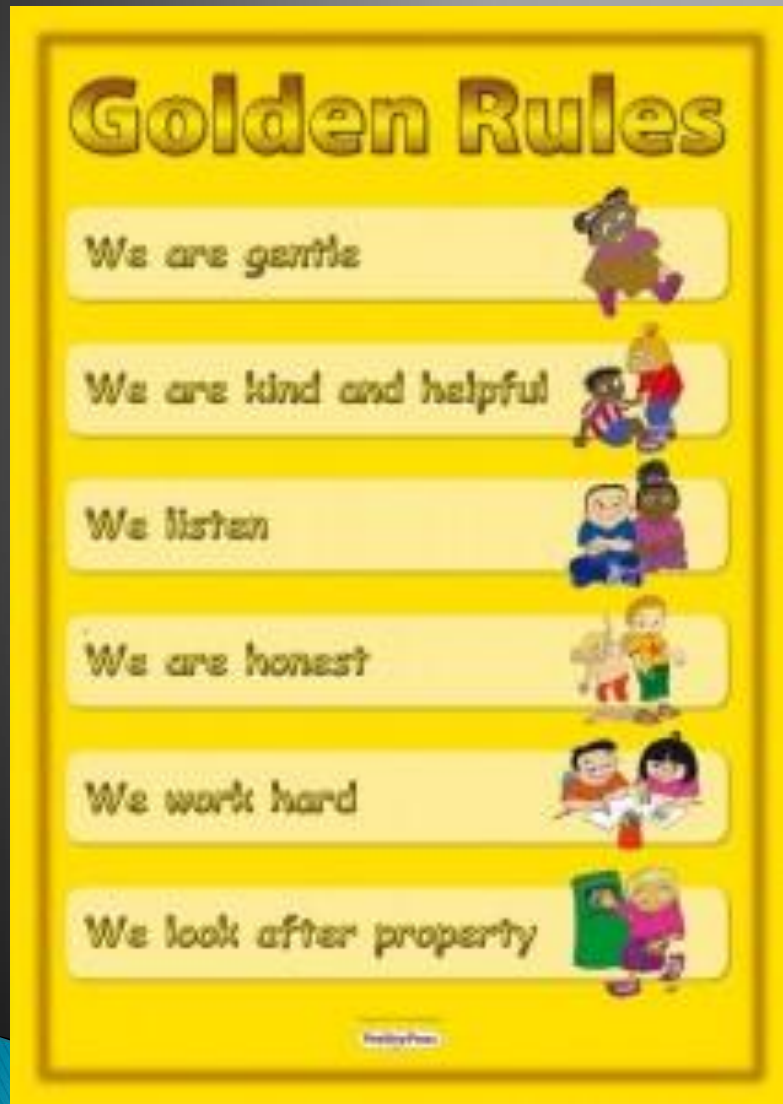 Golden Rules
We are gentle
We are kind and helpful
We listen
We are honest
We work hard
We look after property